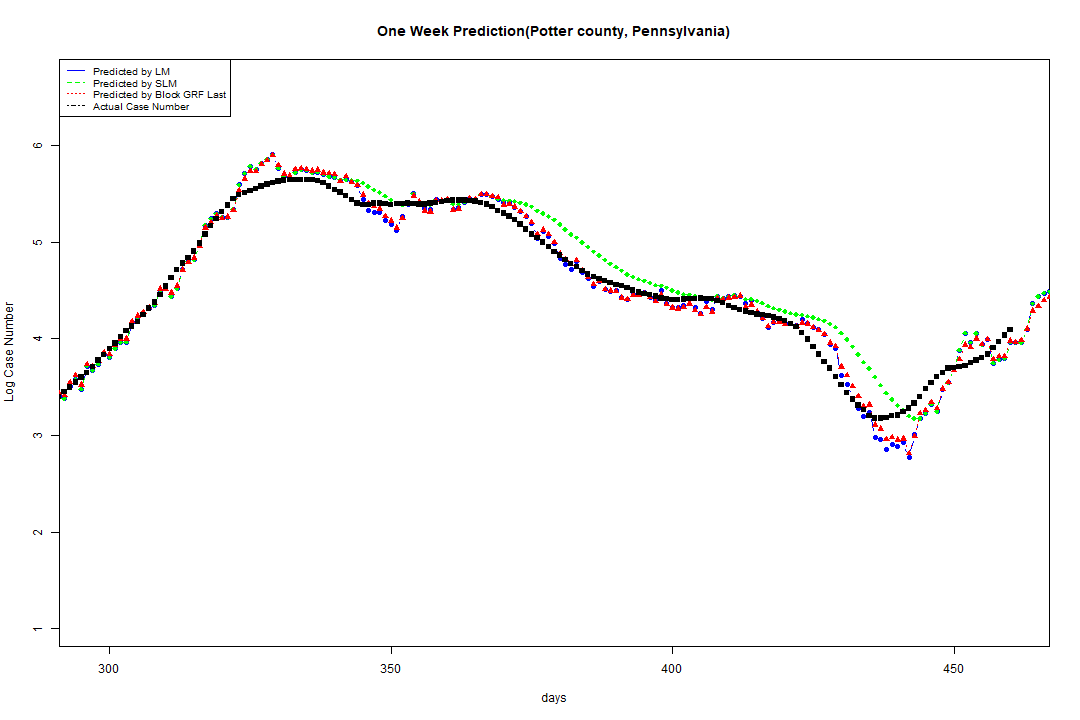 One Week Prediction(Potter county, Pennsylvania)
Predicted by LM
Predicted by SLM
Predicted by Block GRF Last
Actual Case Number
6
5
4
3
2
1
Log Case Number
300 350 400 450
days